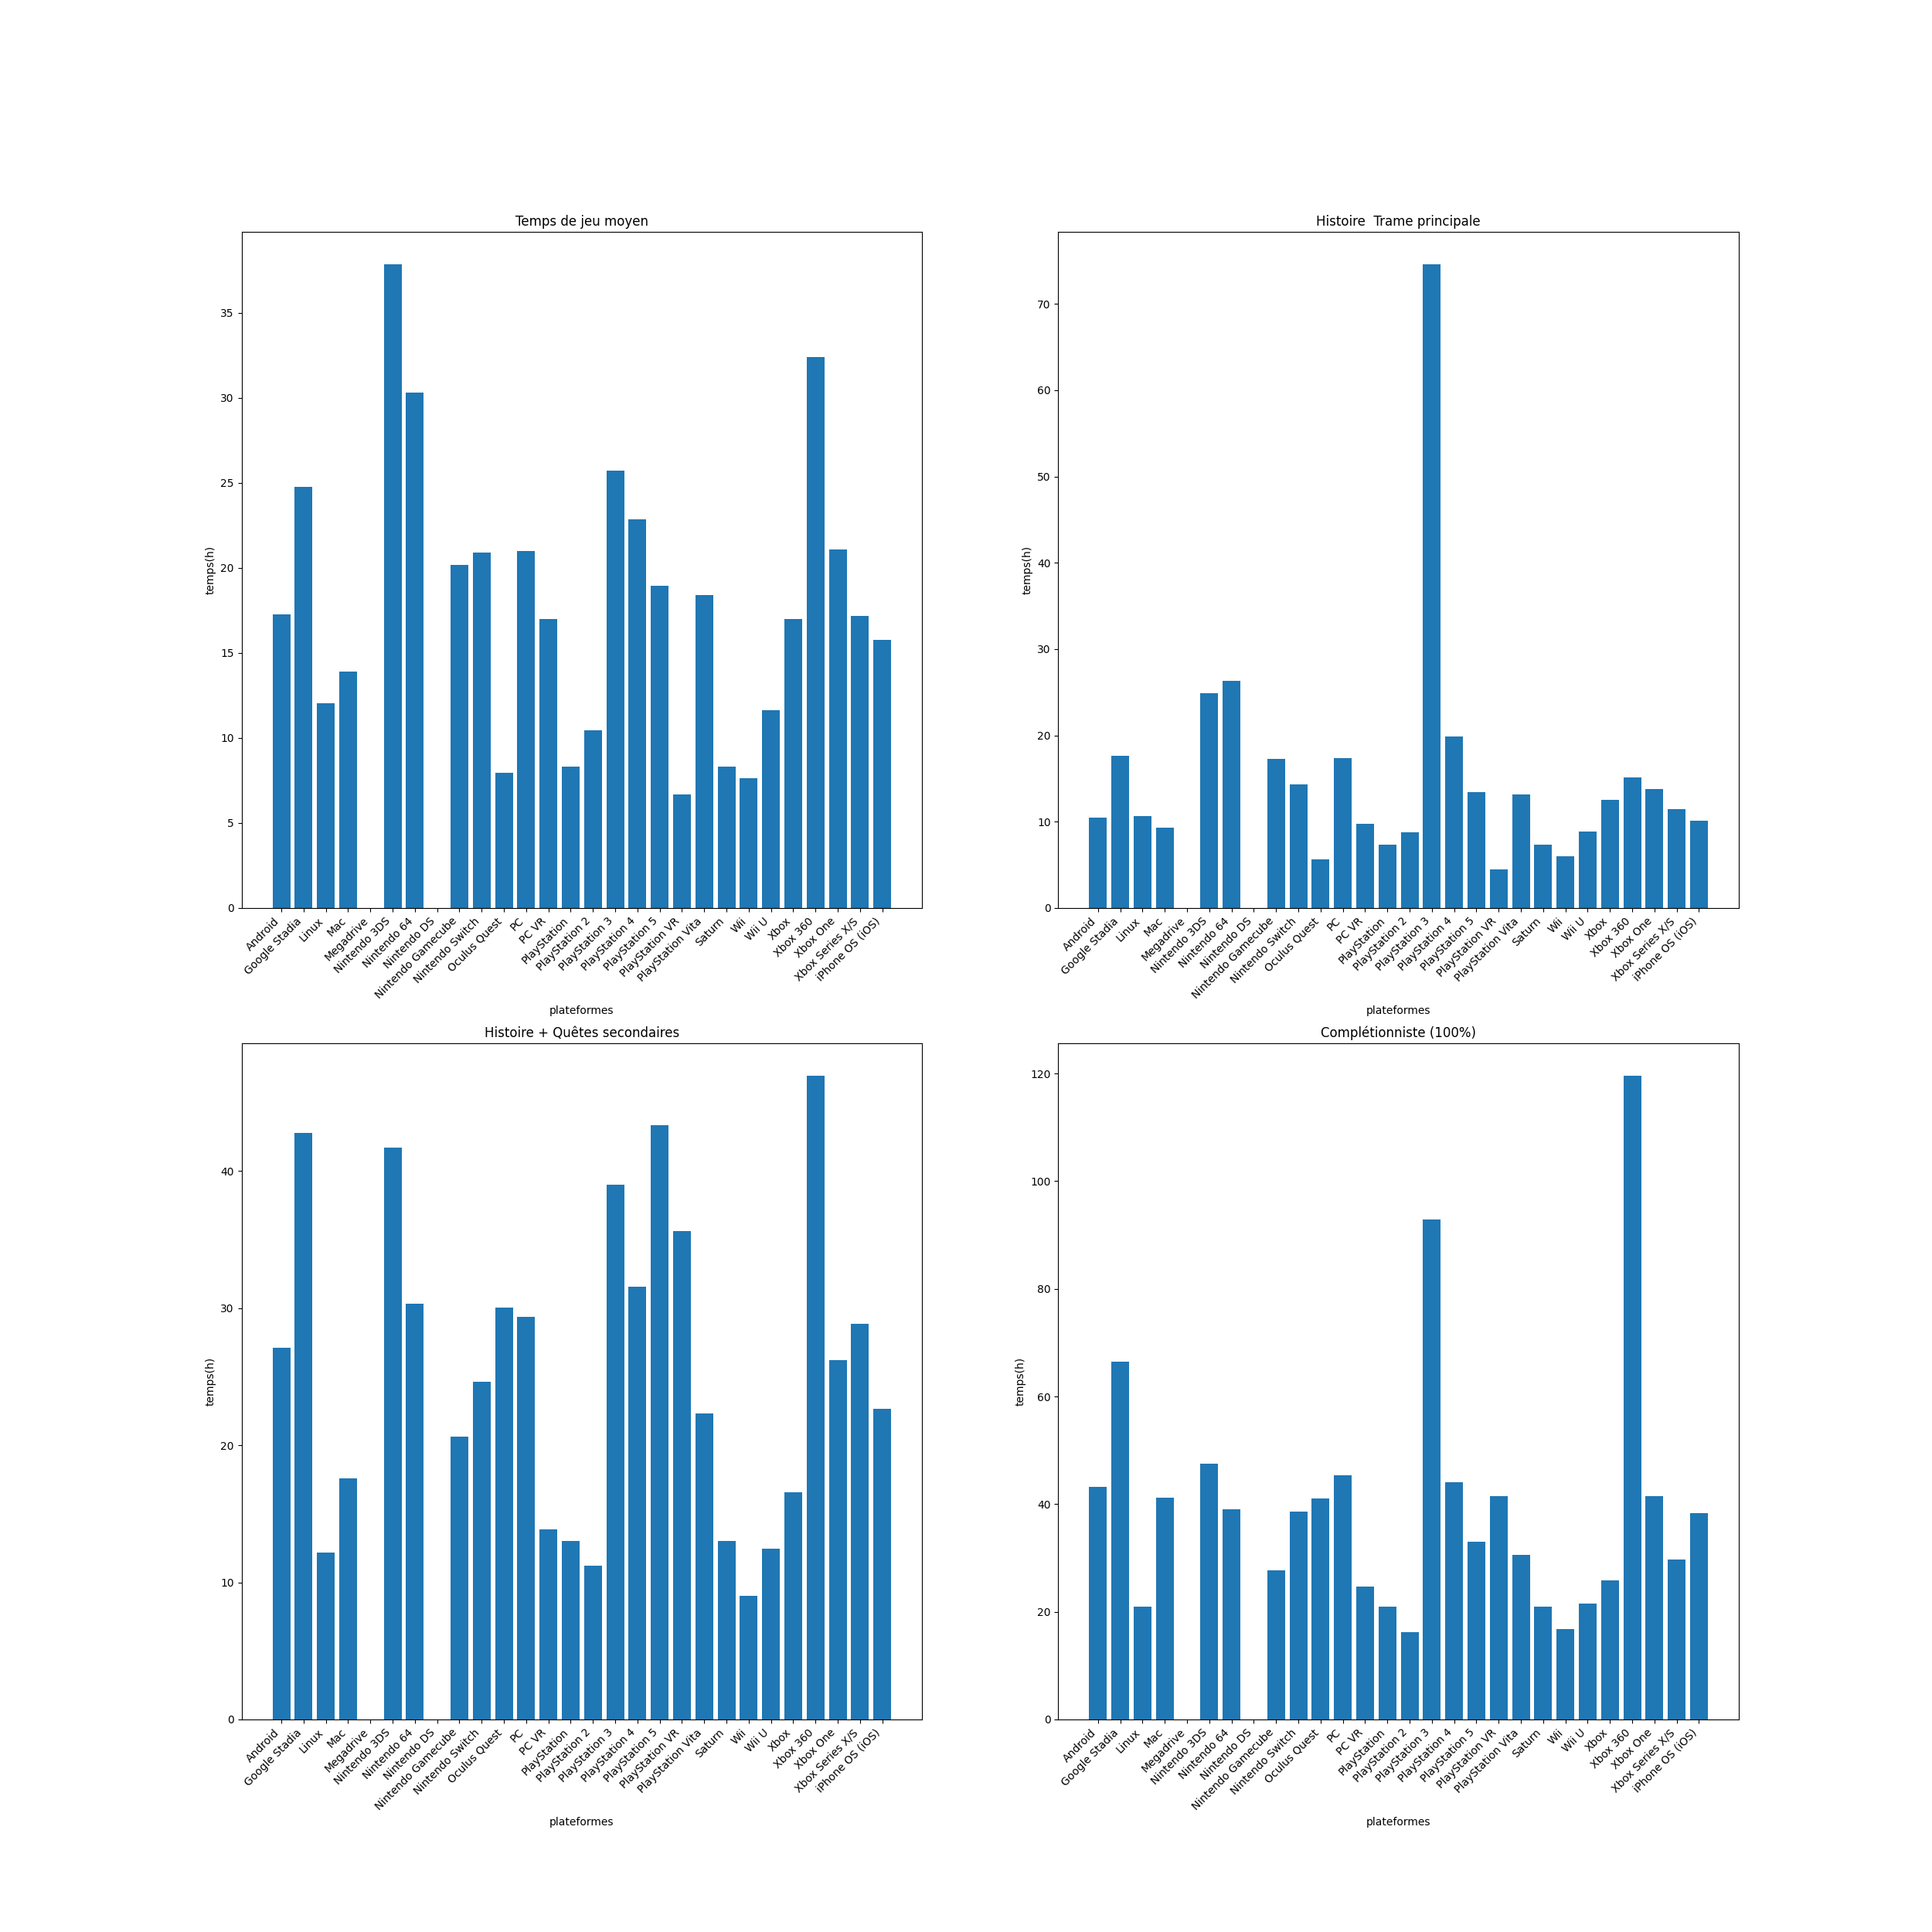 Temps de jeu moyen
35
30
25
20
15
10
5
0
temps(h)
Android
Google Stadia
Linux
Mac
Megadrive
Nintendo 3DS
Nintendo 64
Nintendo DS
Nintendo Gamecube
Nintendo Switch
Oculus Quest
PC
PC VR
PlayStation
PlayStation 2
PlayStation 3
PlayStation 4
PlayStation 5
PlayStation VR
PlayStation Vita
Saturn
Wii
Wii U
Xbox
Xbox 360
Xbox One
Xbox Series X/S
iPhone OS (iOS)
plateformes
Histoire  Trame principale
70
60
50
40
30
20
10
0
temps(h)
Android
Google Stadia
Linux
Mac
Megadrive
Nintendo 3DS
Nintendo 64
Nintendo DS
Nintendo Gamecube
Nintendo Switch
Oculus Quest
PC
PC VR
PlayStation
PlayStation 2
PlayStation 3
PlayStation 4
PlayStation 5
PlayStation VR
PlayStation Vita
Saturn
Wii
Wii U
Xbox
Xbox 360
Xbox One
Xbox Series X/S
iPhone OS (iOS)
plateformes
Histoire + Quêtes secondaires
40
30
20
10
0
temps(h)
Android
Google Stadia
Linux
Mac
Megadrive
Nintendo 3DS
Nintendo 64
Nintendo DS
Nintendo Gamecube
Nintendo Switch
Oculus Quest
PC
PC VR
PlayStation
PlayStation 2
PlayStation 3
PlayStation 4
PlayStation 5
PlayStation VR
PlayStation Vita
Saturn
Wii
Wii U
Xbox
Xbox 360
Xbox One
Xbox Series X/S
iPhone OS (iOS)
plateformes
Complétionniste (100%)
120
100
80
60
40
20
0
temps(h)
Android
Google Stadia
Linux
Mac
Megadrive
Nintendo 3DS
Nintendo 64
Nintendo DS
Nintendo Gamecube
Nintendo Switch
Oculus Quest
PC
PC VR
PlayStation
PlayStation 2
PlayStation 3
PlayStation 4
PlayStation 5
PlayStation VR
PlayStation Vita
Saturn
Wii
Wii U
Xbox
Xbox 360
Xbox One
Xbox Series X/S
iPhone OS (iOS)
plateformes